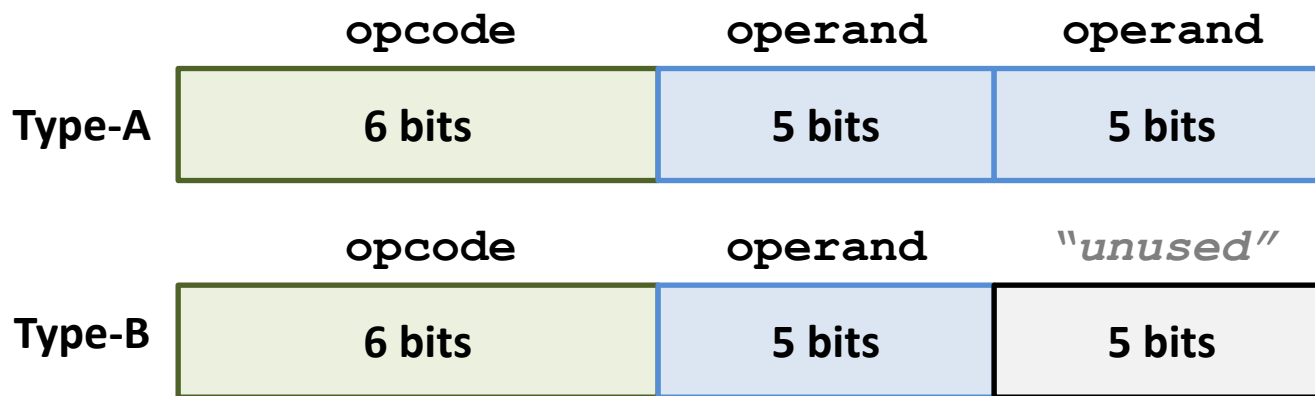 opcode operand operand
Type-A 6 bits 5 bits 5 bits
opcode operand “unused”
Type-B 6 bits 5 bits 5 bits